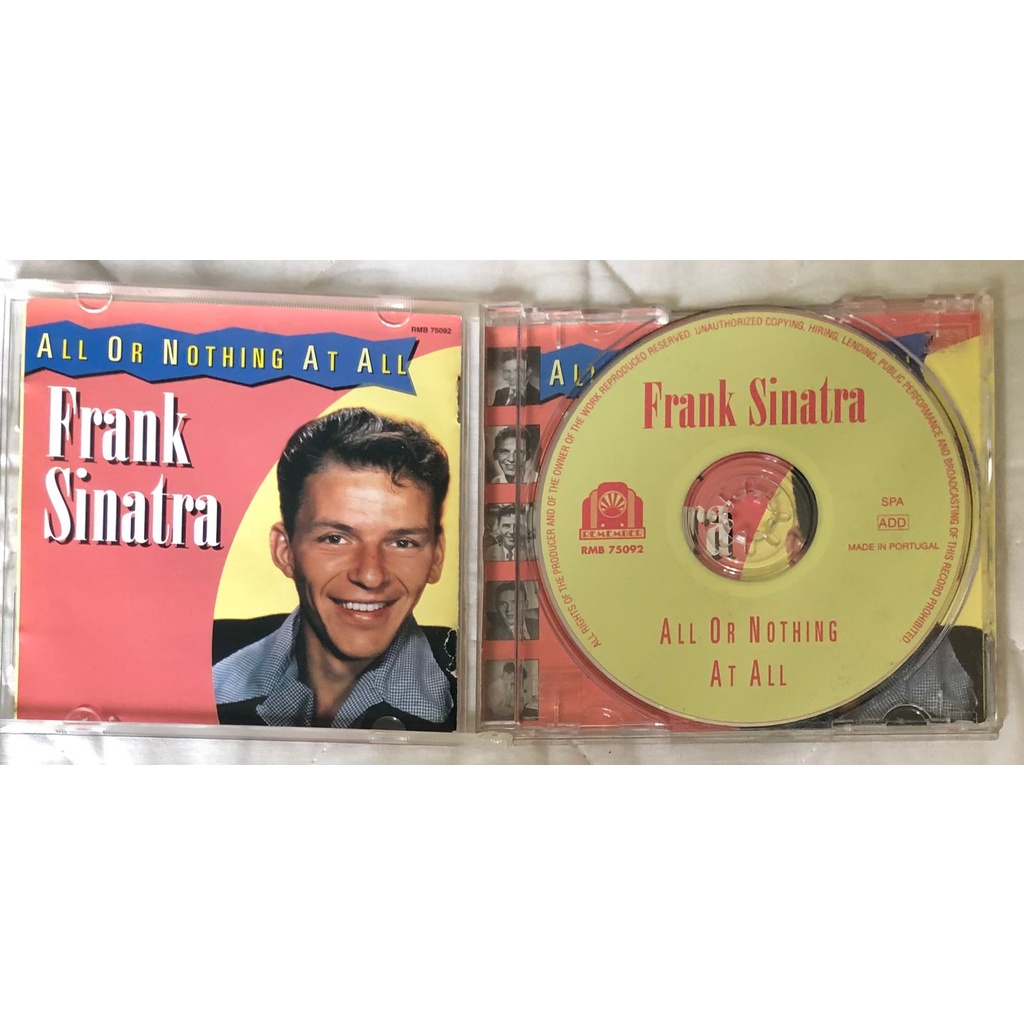 RMB 75092
ALL OR NOTHING AT ALL
Frank
Sinatra
ALL
ALL RIGHTS OF THE PRODUCER AND OF THE OWNER OF THE WORK REPRODUCED RESERVED UNAUTHORIZED COPYING, HIRING, LENDING, PUBLIC PERFORMANCE AND BROADCASTING OF THIS RECORD PROHIBITED
Frank Sinatra
REMEMBER
RMB 75092
SPA
ADD
MADE IN PORTUGAL
ALL OR NOTHING
AT ALL